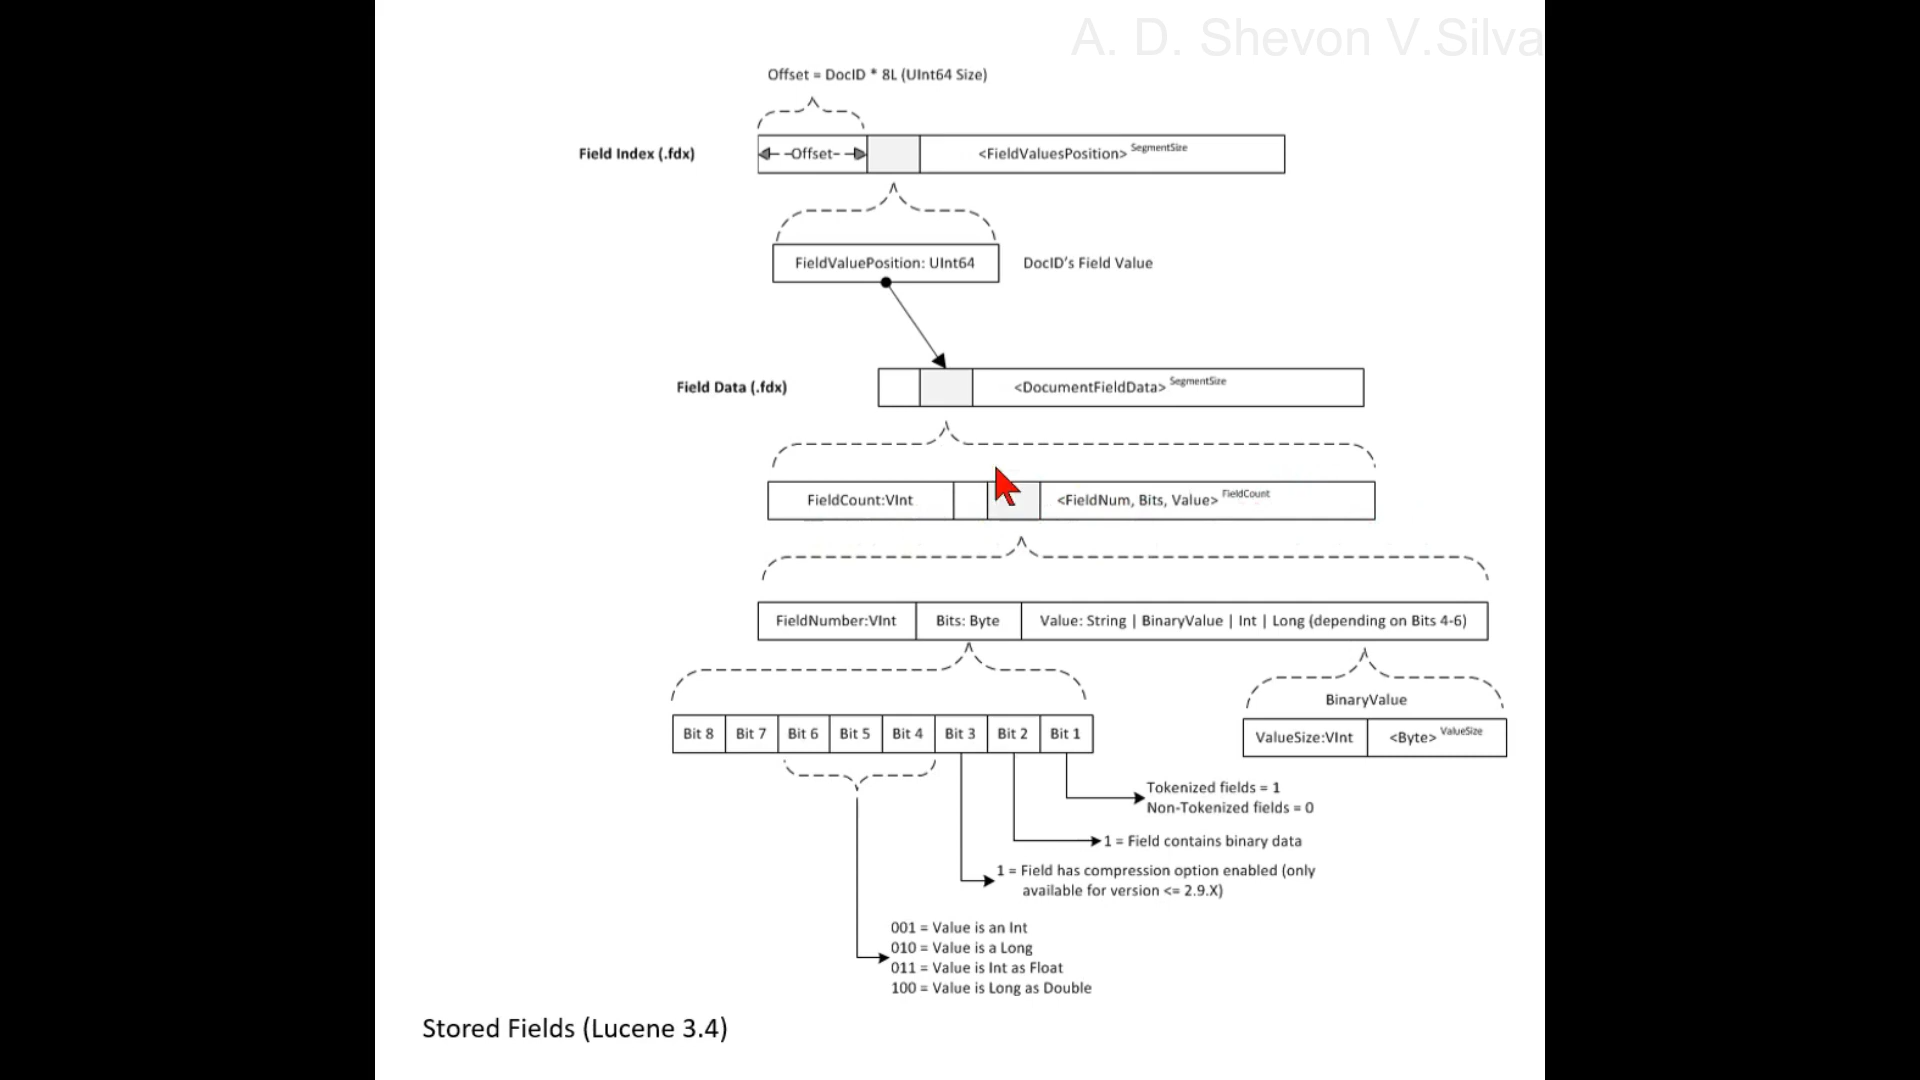 A. D. Shevon V.Silva
Offset = DocID * 8L (UInt64 Size)
Field Index (.fdx)
Offset
<FieldValuesPosition> SegmentSize
FieldValuePosition: UInt64
DocID's Field Value
Field Data (.fdx)
<DocumentFieldData> SegmentSize
FieldCount:VInt
<FieldNum, Bits, Value> FieldCount
FieldNumber:VInt
Bits: Byte
Value: String | BinaryValue | Int | Long (depending on Bits 4-6)
BinaryValue
Bit 8 Bit 7 Bit 6 Bit 5 Bit 4 Bit 3 Bit 2 Bit 1
ValueSize:VInt
<Byte> ValueSize
Tokenized fields = 1
Non-Tokenized fields = 0
1 = Field contains binary data
1 = Field has compression option enabled (only
available for version <= 2.9.X)
001 = Value is an Int
010 = Value is a Long
011 = Value is Int as Float
100 = Value is Long as Double
Stored Fields (Lucene 3.4)